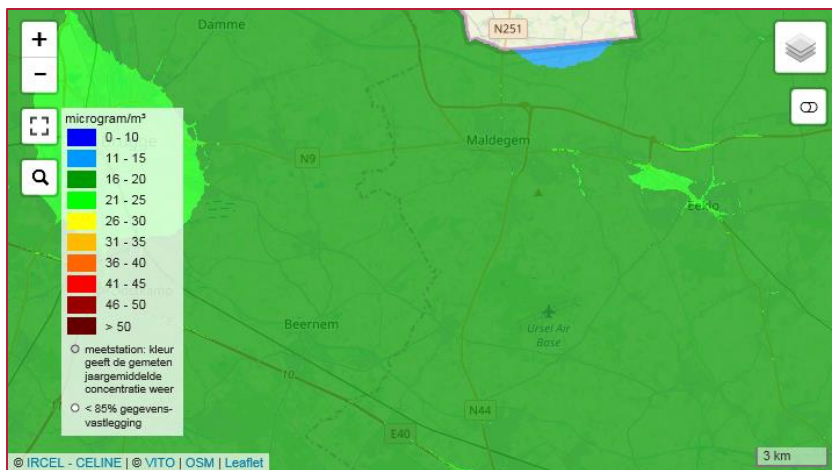 Damme
N251
+
−
microgram/m³
0 - 10
11 - 15
16 - 20
21 - 25
26 - 30
31 - 35
36 - 40
41 - 45
46 - 50
> 50
meetstation: kleur
geeft de gemeten
jaargemiddelde
concentratie weer
< 85% gegevens-
vastlegging
N9
Maldegem
Eeklo
Beernem
Ursel Air
Base
10
N44
E40
© IRCEL - CELINE | © VITO | OSM | Leaflet
3 km